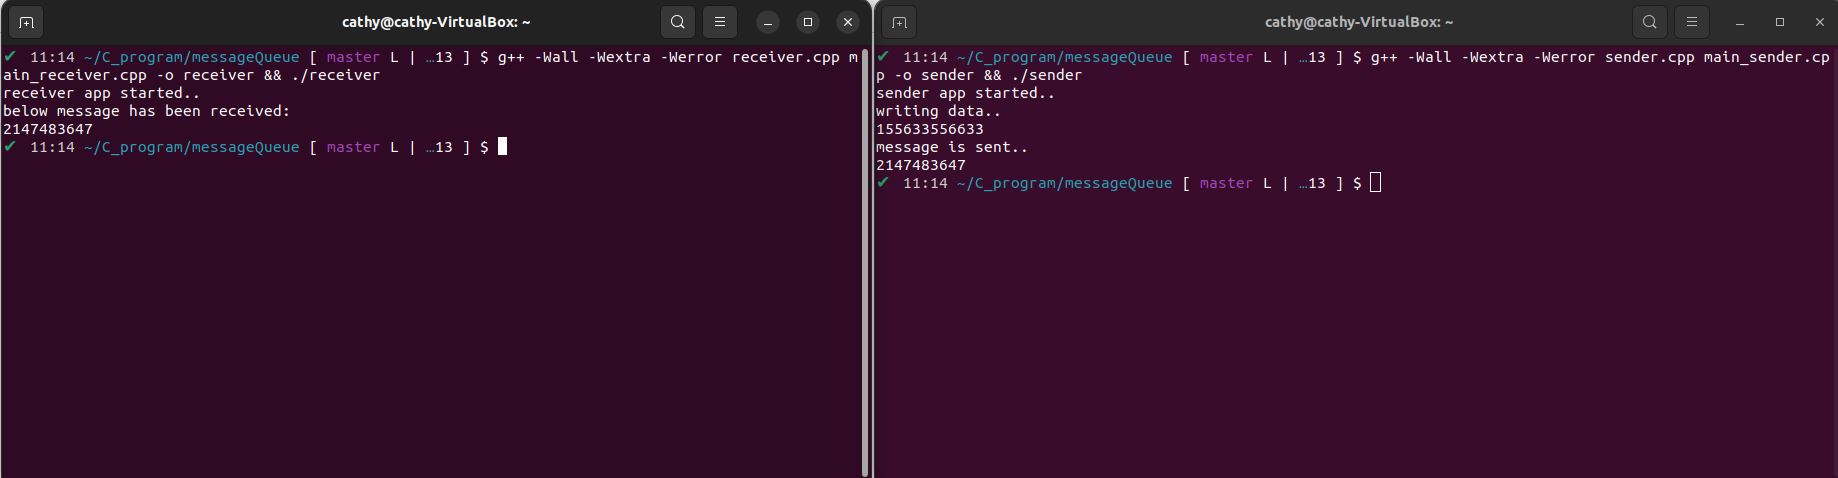 cathy@cathy-VirtualBox: ~
✔ 11:14 ~/C_program/messageQueue [ master L | …13 ] $ g++ -Wall -Wextra -Werror receiver.cpp m
ain_receiver.cpp -o receiver && ./receiver
receiver app started..
below message has been received:
2147483647
✔ 11:14 ~/C_program/messageQueue [ master L | …13 ] $
cathy@cathy-VirtualBox: ~
✔ 11:14 ~/C_program/messageQueue [ master L | …13 ] $ g++ -Wall -Wextra -Werror sender.cpp main_sender.cp
p -o sender && ./sender
sender app started..
writing data..
155633556633
message is sent..
2147483647
✔ 11:14 ~/C_program/messageQueue [ master L | …13 ] $